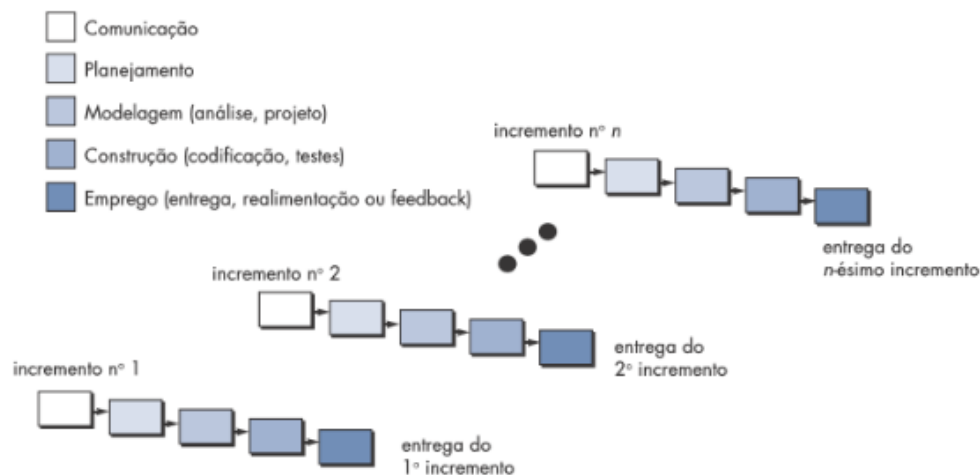 Comunicação
Planejamento
Modelagem (análise, projeto)
Construção (codificação, testes)
Emprego (entrega, realimentação ou feedback)
incremento nº n
entrega do
n-ésimo incremento
incremento nº 2
entrega do
2º incremento
incremento nº 1
entrega do
1º incremento